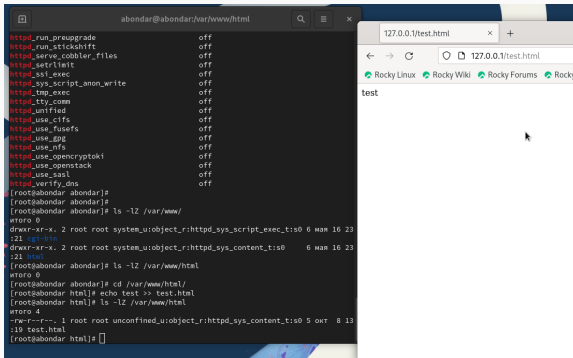 abondar@abondar:/var/www/html
httpd_run_preupgrade off
httpd_run_stickshift off
httpd_serve_cobbler_files off
httpd_setrlimit off
httpd_ssi_exec off
httpd_sys_script_anon_write off
httpd_tmp_exec off
httpd_tty_comm off
httpd_unified off
httpd_use_cifs off
httpd_use_fusefs off
httpd_use_gpg off
httpd_use_nfs off
httpd_use_opencryptoki off
httpd_use_openstack off
httpd_use_sasl off
httpd_verify_dns off
[root@abondar abondar]#
[root@abondar abondar]#
[root@abondar abondar]# ls -lZ /var/www/
итого 0
drwxr-xr-x. 2 root root system_u:object_r:httpd_sys_script_exec_t:s0 6 мая 16 23
:21 cgi-bin
drwxr-xr-x. 2 root root system_u:object_r:httpd_sys_content_t:s0 6 мая 16 23
:21 html
[root@abondar abondar]# ls -lZ /var/www/html
итого 0
[root@abondar abondar]# cd /var/www/html/
[root@abondar html]# echo test >> test.html
[root@abondar html]# ls -lZ /var/www/html
итого 4
-rw-r--r--. 1 root root unconfined_u:object_r:httpd_sys_content_t:s0 5 окт 8 13
:19 test.html
[root@abondar html]#
127.0.0.1/test.html
127.0.0.1/test.html
Rocky Linux Rocky Wiki Rocky Forums Rocky
test